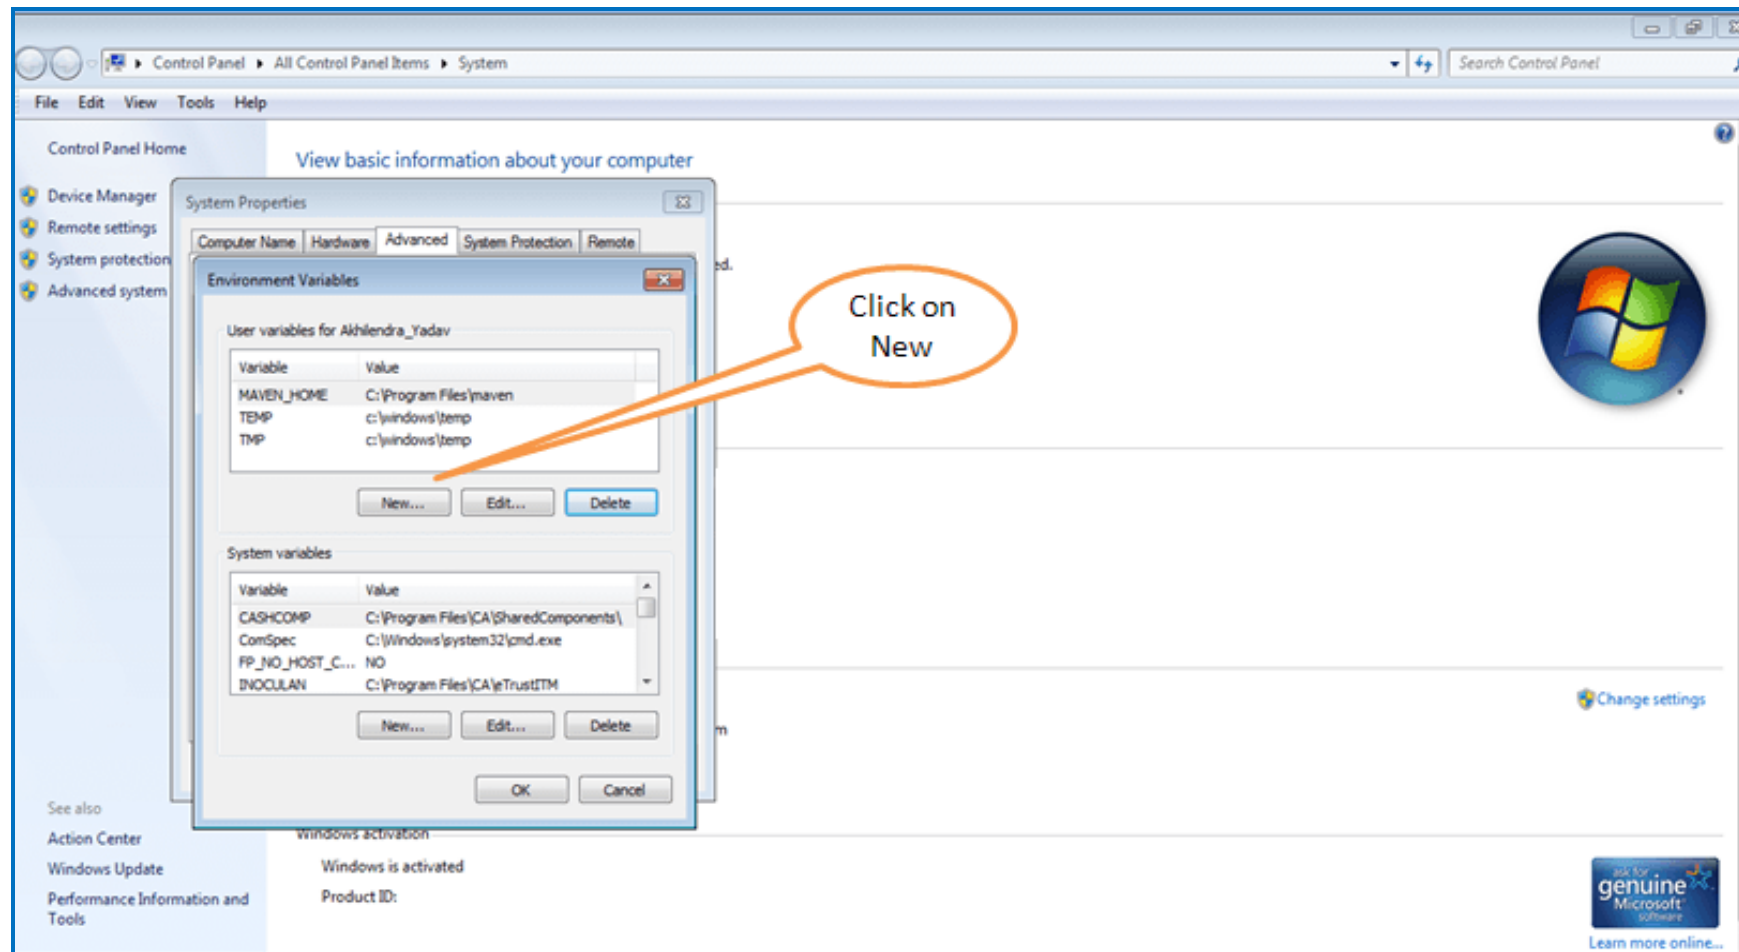 Control Panel All Control Panel Items System
Search Control Panel
File Edit View Tools Help
Control Panel Home
Device Manager
Remote settings
System protection
Advanced system
See also
Action Center
Windows Update
Performance Information and
Tools
View basic information about your computer
System Properties
Computer Name Hardware Advanced System Protection Remote
ed.
Environment Variables
User variables for Akhilendra_Yadav
Variable Value
MAVEN_HOME C:\Program Files\maven
TEMP c:\windows\temp
TMP c:\windows\temp
New... Edit... Delete
System variables
Variable Value
CASHCOMP C:\Program Files\CA\SharedComponents\
ComSpec C:\Windows\system32\cmd.exe
FP_NO_HOST_C... NO
INOCULAN C:\Program Files\CA\eTrustITM
New... Edit... Delete
m
OK Cancel
Click on
New
Change settings
Windows activation
Windows is activated
Product ID:
ask for
genuine
Microsoft
software
Learn more online...